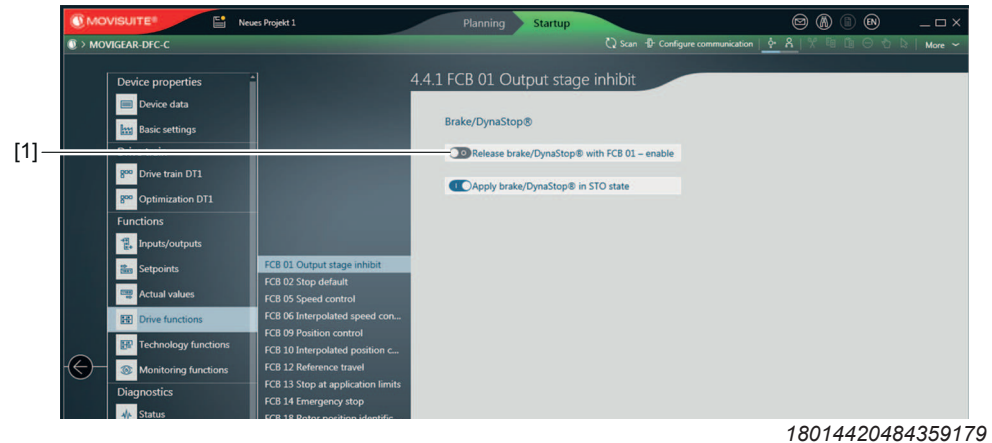 MOVISUITE®
Neues Projekt 1
Planning
Startup
EN
> MOVIGEAR-DFC-C
Scan
Configure communication
More
Device properties
Device data
Basic settings
Drive train DT1
Optimization DT1
Functions
Inputs/outputs
Setpoints
Actual values
Drive functions
Technology functions
Monitoring functions
Diagnostics
Status
FCB 01 Output stage inhibit
FCB 02 Stop default
FCB 05 Speed control
FCB 06 Interpolated speed con...
FCB 09 Position control
FCB 10 Interpolated position c...
FCB 12 Reference travel
FCB 13 Stop at application limits
FCB 14 Emergency stop
FCB 18 Rotor position identific...
4.4.1 FCB 01 Output stage inhibit
Brake/DynaStop®
[1]
Release brake/DynaStop® with FCB 01 – enable
Apply brake/DynaStop® in STO state
18014420484359179